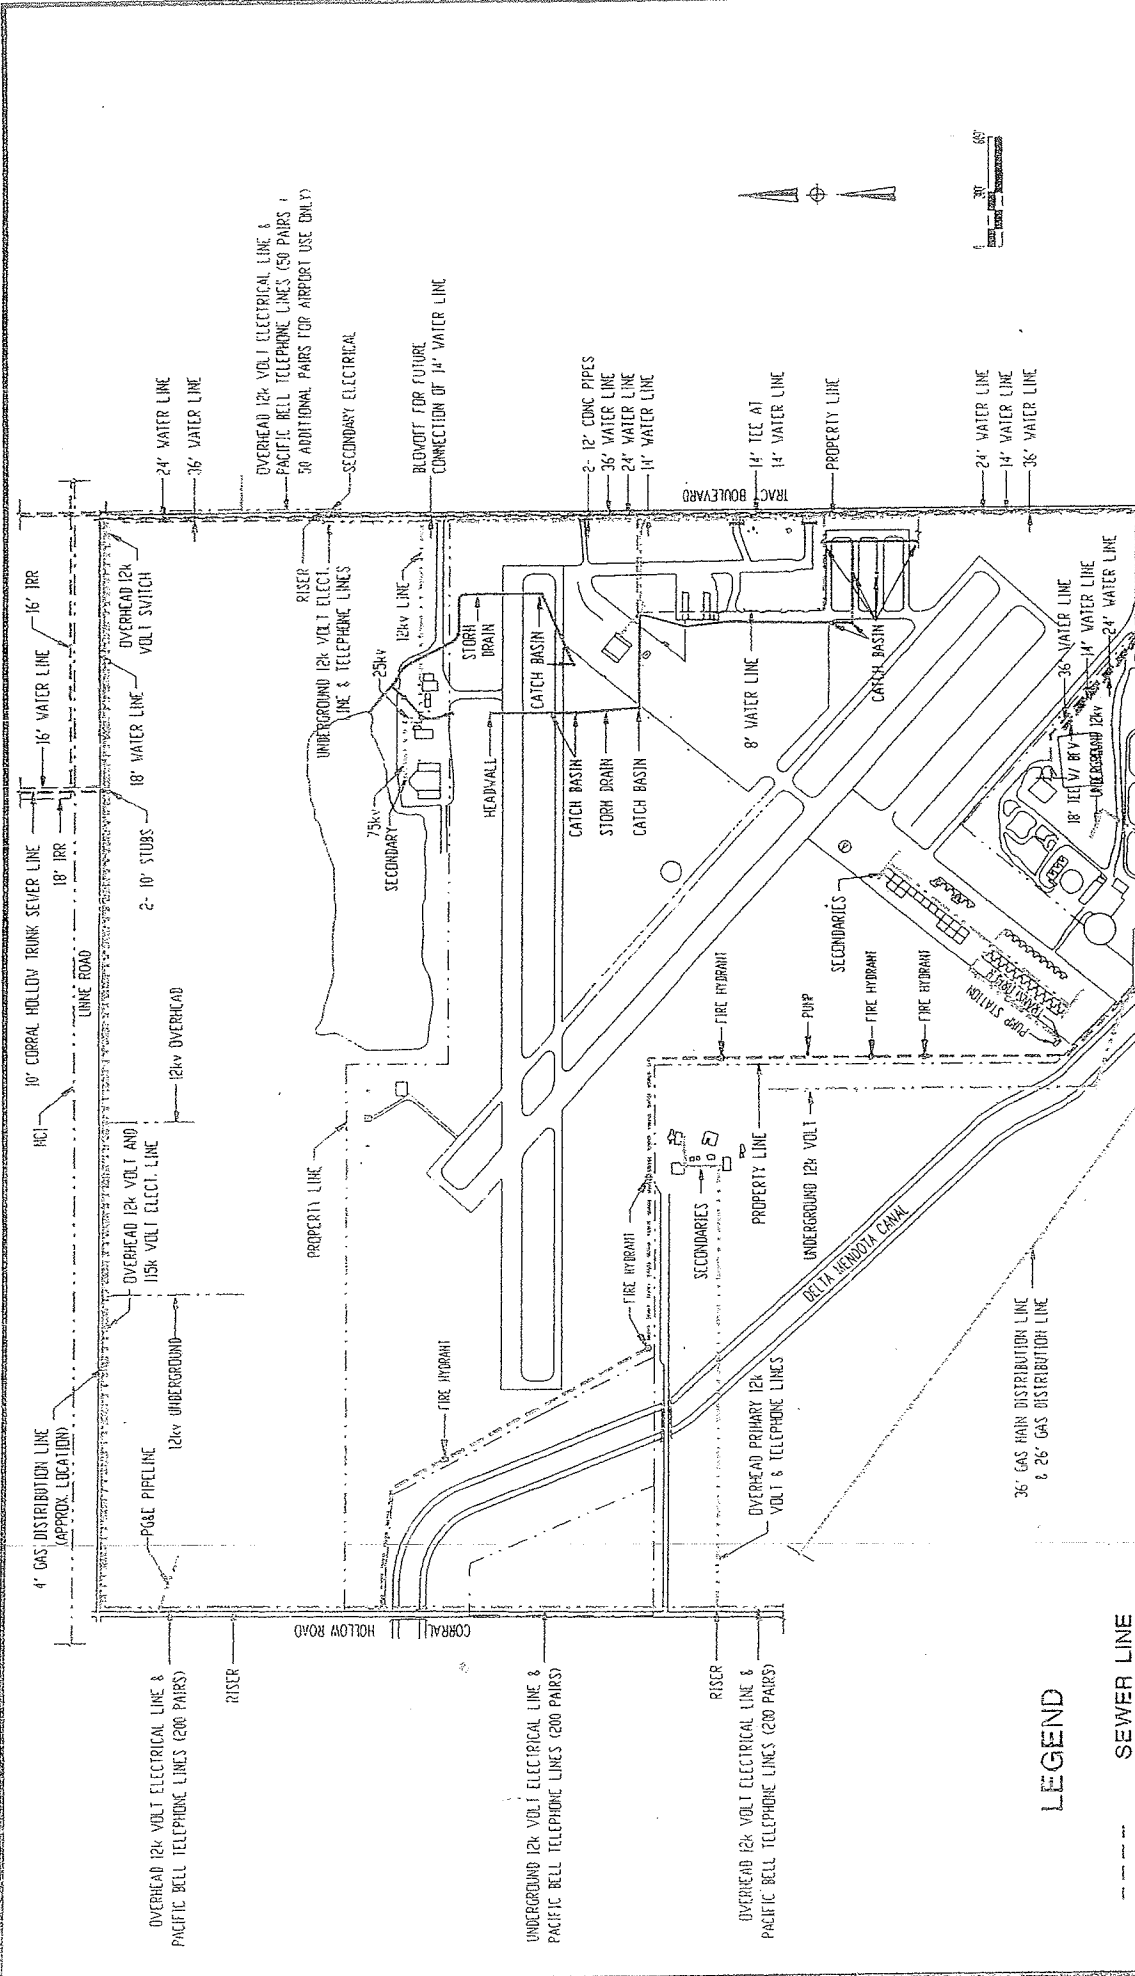 10' CORRAL HOLLOW TRUNK SEWER LINE
16' WATER LINE
16' IRR
18' IRR
MCI
LINNE ROAD
4' GAS DISTRIBUTION LINE
(APPROX. LOCATION)
PG&E PIPELINE
12kv UNDERGROUND
OVERHEAD 12k VOLT AND
115k VOLT ELECT. LINE
12kv OVERHEAD
2- 10' STUBS
18' WATER LINE
OVERHEAD 12k
VOLT SWITCH
24' WATER LINE
36' WATER LINE
OVERHEAD 12k VOLT ELECTRICAL LINE &
PACIFIC BELL TELEPHONE LINES (50 PAIRS
50 ADDITIONAL PAIRS FOR AIRPORT USE ONLY)
SECONDARY ELECTRICAL
BLOWOFF FOR FUTURE
CONNECTION OF 14' WATER LINE
RISER
UNDERGROUND 12k VOLT ELECT.
LINE & TELEPHONE LINES
12kv LINE
25kv
75kv
SECONDARY
STORM
DRAIN
CATCH BASIN
HEADWALL
CATCH BASIN
STORM DRAIN
CATCH BASIN
2- 12' CONC PIPES
36' WATER LINE
24' WATER LINE
14' WATER LINE
TRACY BOULEVARD
14' TEE AT
14' WATER LINE
PROPERTY LINE
8' WATER LINE
CATCH BASIN
24' WATER LINE
14' WATER LINE
36' WATER LINE
36' WATER LINE
14' WATER LINE
24' WATER LINE
18' TEE W/ BFV
UNDERGROUND 12kv
0 300' 600'
PROPERTY LINE
FIRE HYDRANT
FIRE HYDRANT
SECONDARIES
FIRE HYDRANT
PUMP
FIRE HYDRANT
FIRE HYDRANT
SECONDARIES
PUMP STATION
PROPERTY LINE
UNDERGROUND 12k VOLT
DELTA MENDOTA CANAL
OVERHEAD PRIMARY 12k
VOLT & TELEPHONE LINES
36' GAS MAIN DISTRIBUTION LINE
& 26' GAS DISTRIBUTION LINE
CORRAL HOLLOW ROAD
OVERHEAD 12k VOLT ELECTRICAL LINE &
PACIFIC BELL TELEPHONE LINES (200 PAIRS)
RISER
UNDERGROUND 12k VOLT ELECTRICAL LINE &
PACIFIC BELL TELEPHONE LINES (200 PAIRS)
RISER
OVERHEAD 12k VOLT ELECTRICAL LINE &
PACIFIC BELL TELEPHONE LINES (200 PAIRS)
LEGEND
SEWER LINE